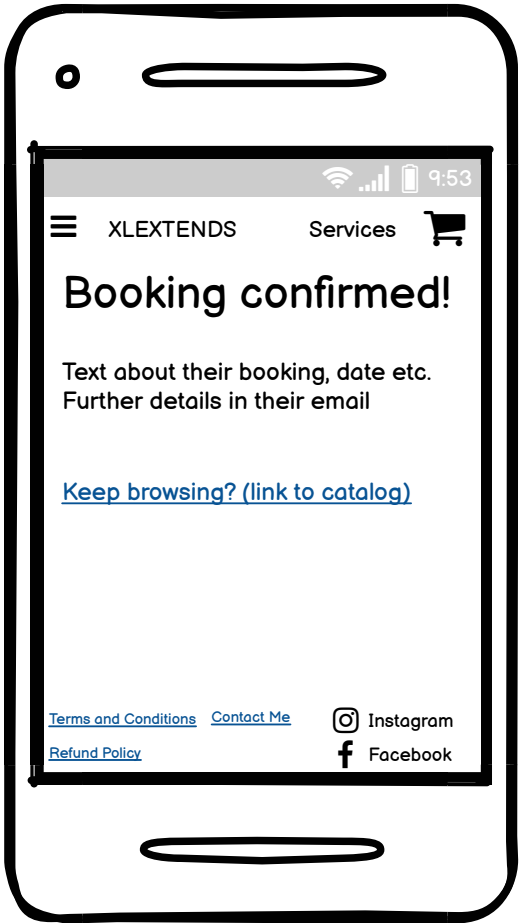 9:53
XLEXTENDS Services
Booking confirmed!
Text about their booking, date etc.
Further details in their email
Keep browsing? (link to catalog)
Terms and Conditions Contact Me Instagram
Refund Policy Facebook